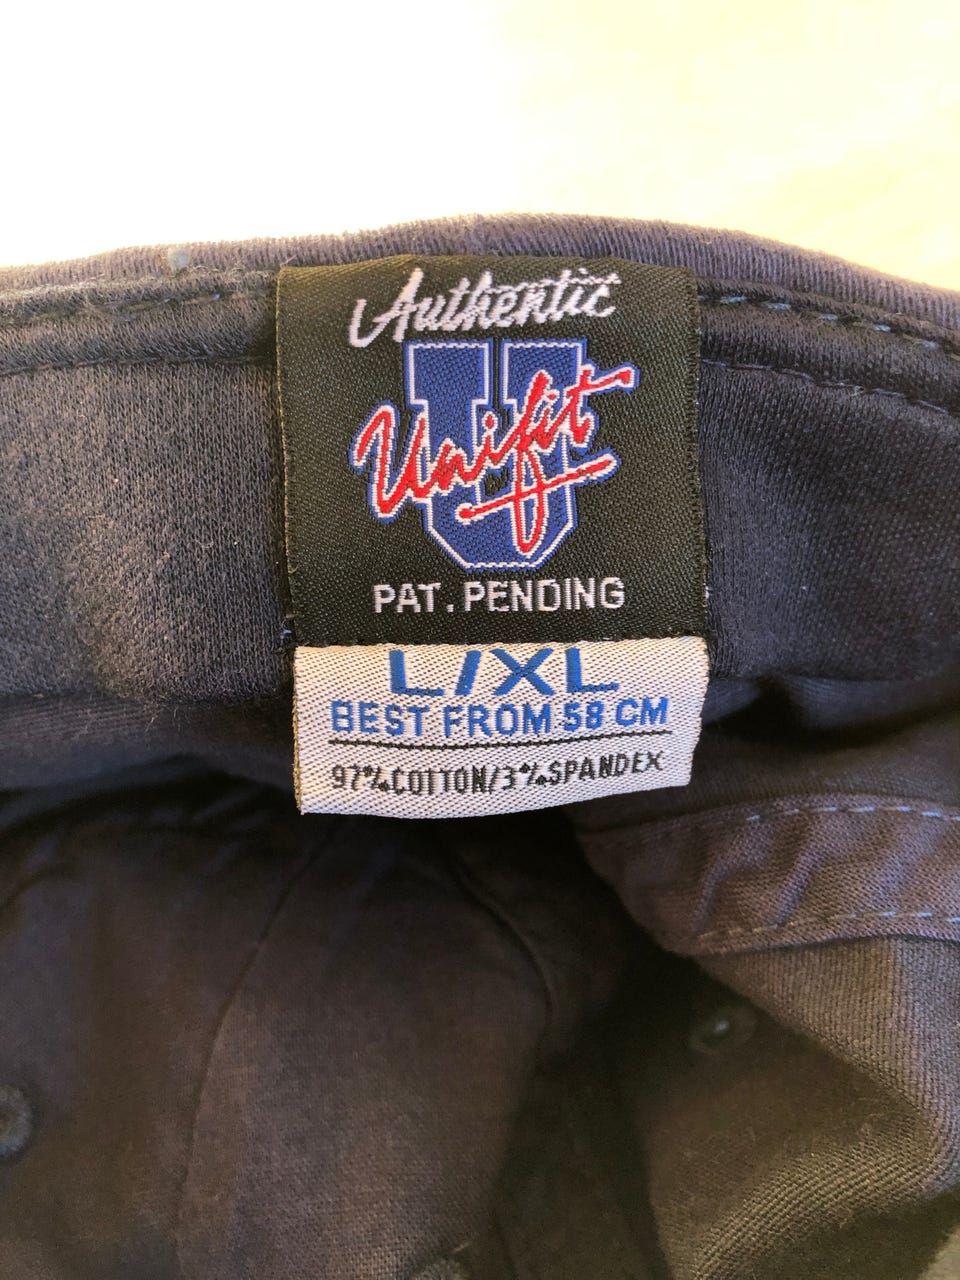 Authentic
U
Unifit
PAT. PENDING
L/XL
BEST FROM 58 CM
97% COTTON/3% SPANDEX